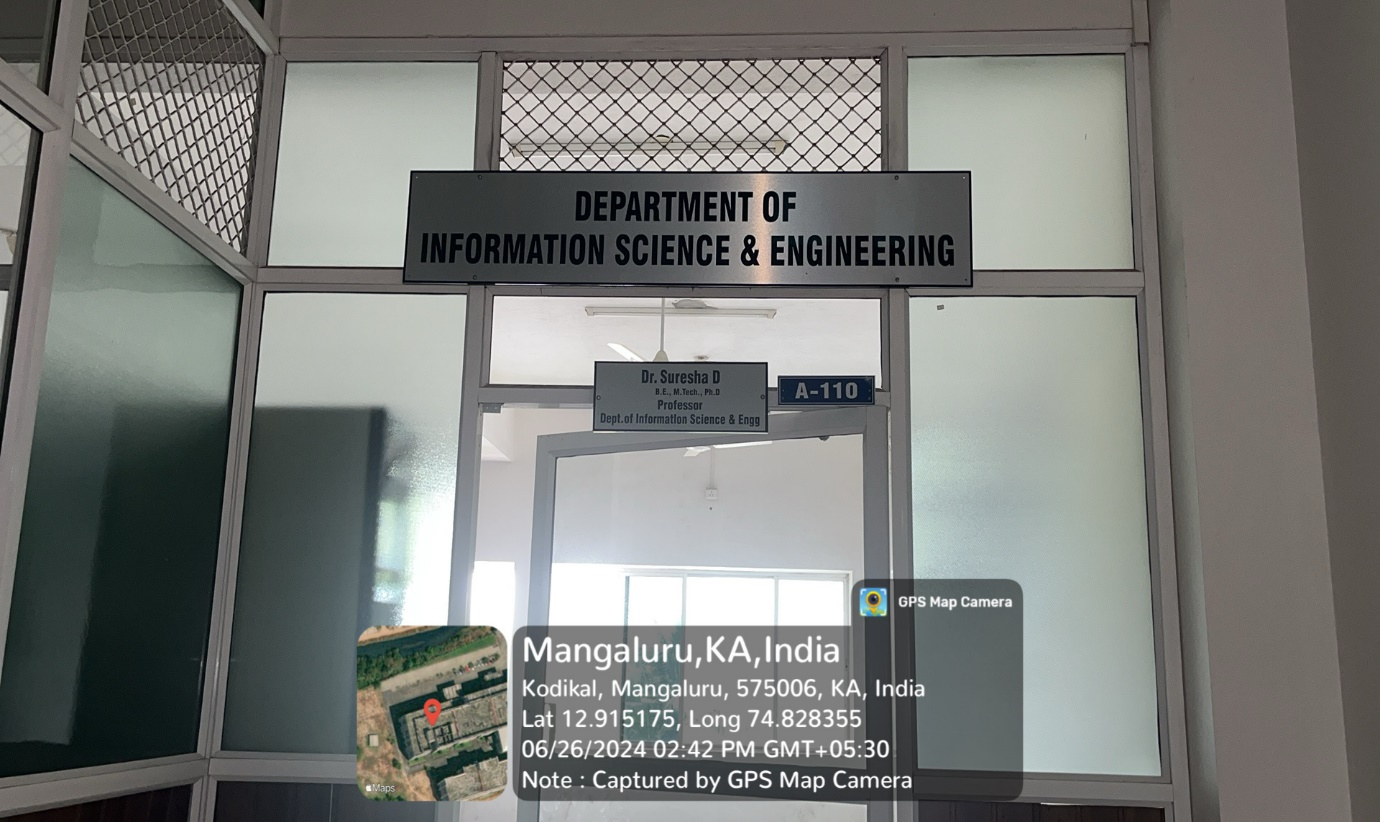 DEPARTMENT OF
INFORMATION SCIENCE & ENGINEERING
Dr. Suresha D
B.E., M.Tech., Ph.D
Professor
Dept.of Information Science & Engg
A-110
GPS Map Camera
Mangaluru,KA,India
Kodikal, Mangaluru, 575006, KA, India
Lat 12.915175, Long 74.828355
06/26/2024 02:42 PM GMT+05:30
Note : Captured by GPS Map Camera
Maps